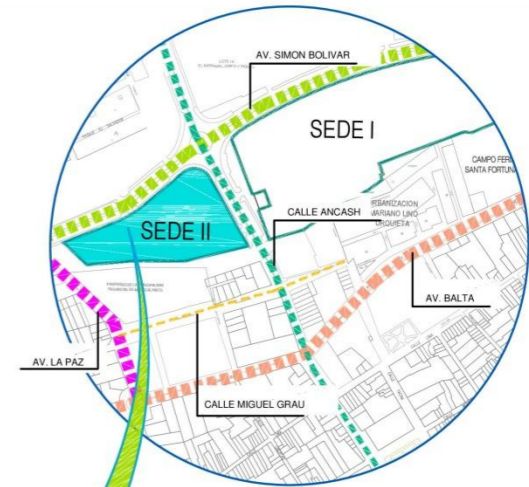 AV. SIMON BOLIVAR
SEDE I
CAMPO FERI
SANTA FORTUNA
CALLE ANCASH
URBANIZACION
MARIANO LINO
URQUIETA
SEDE II
AV. BALTA
AV. LA PAZ
CALLE MIGUEL GRAU